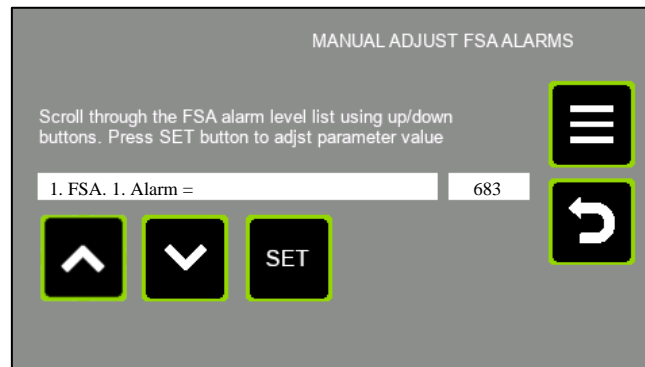 MANUAL ADJUST FSA ALARMS
Scroll through the FSA alarm level list using up/down
buttons. Press SET button to adjst parameter value
1. FSA. 1. Alarm =
683
SET